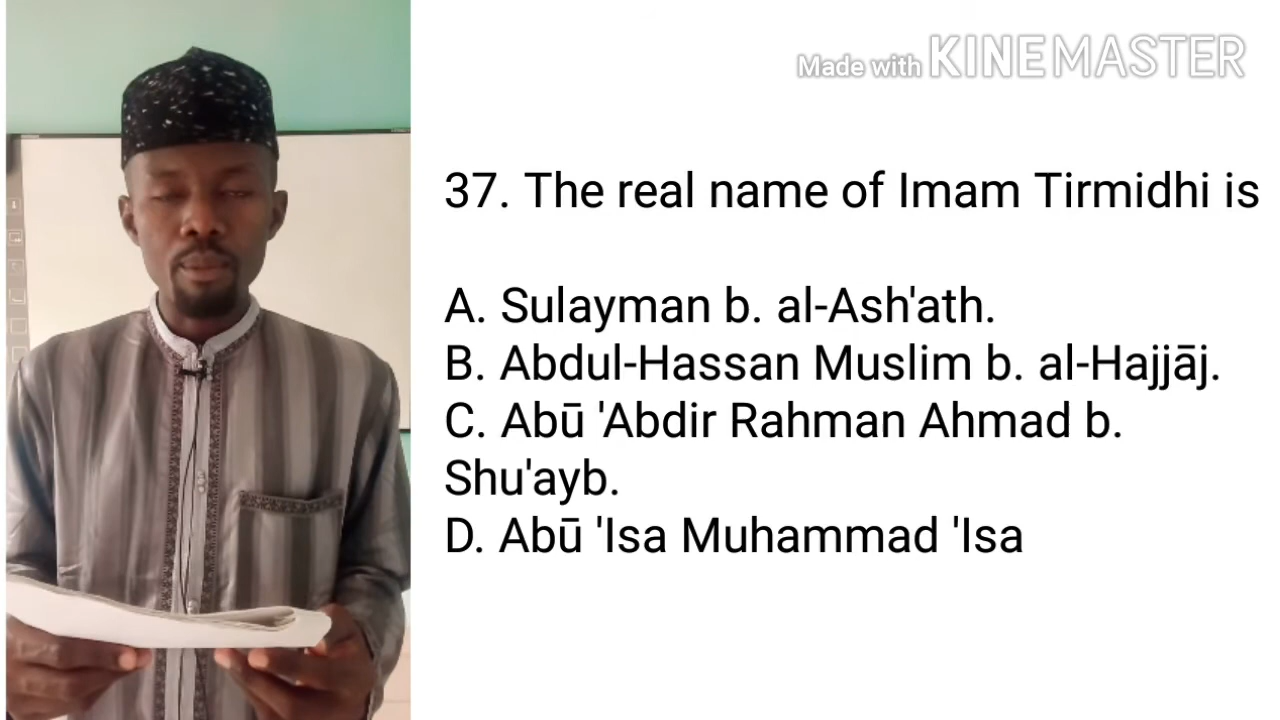 Made with KINEMASTER
37. The real name of Imam Tirmidhi is
A. Sulayman b. al-Ash'ath.
B. Abdul-Hassan Muslim b. al-Hajjāj.
C. Abū 'Abdir Rahman Ahmad b.
Shu'ayb.
D. Abū 'Isa Muhammad 'Isa